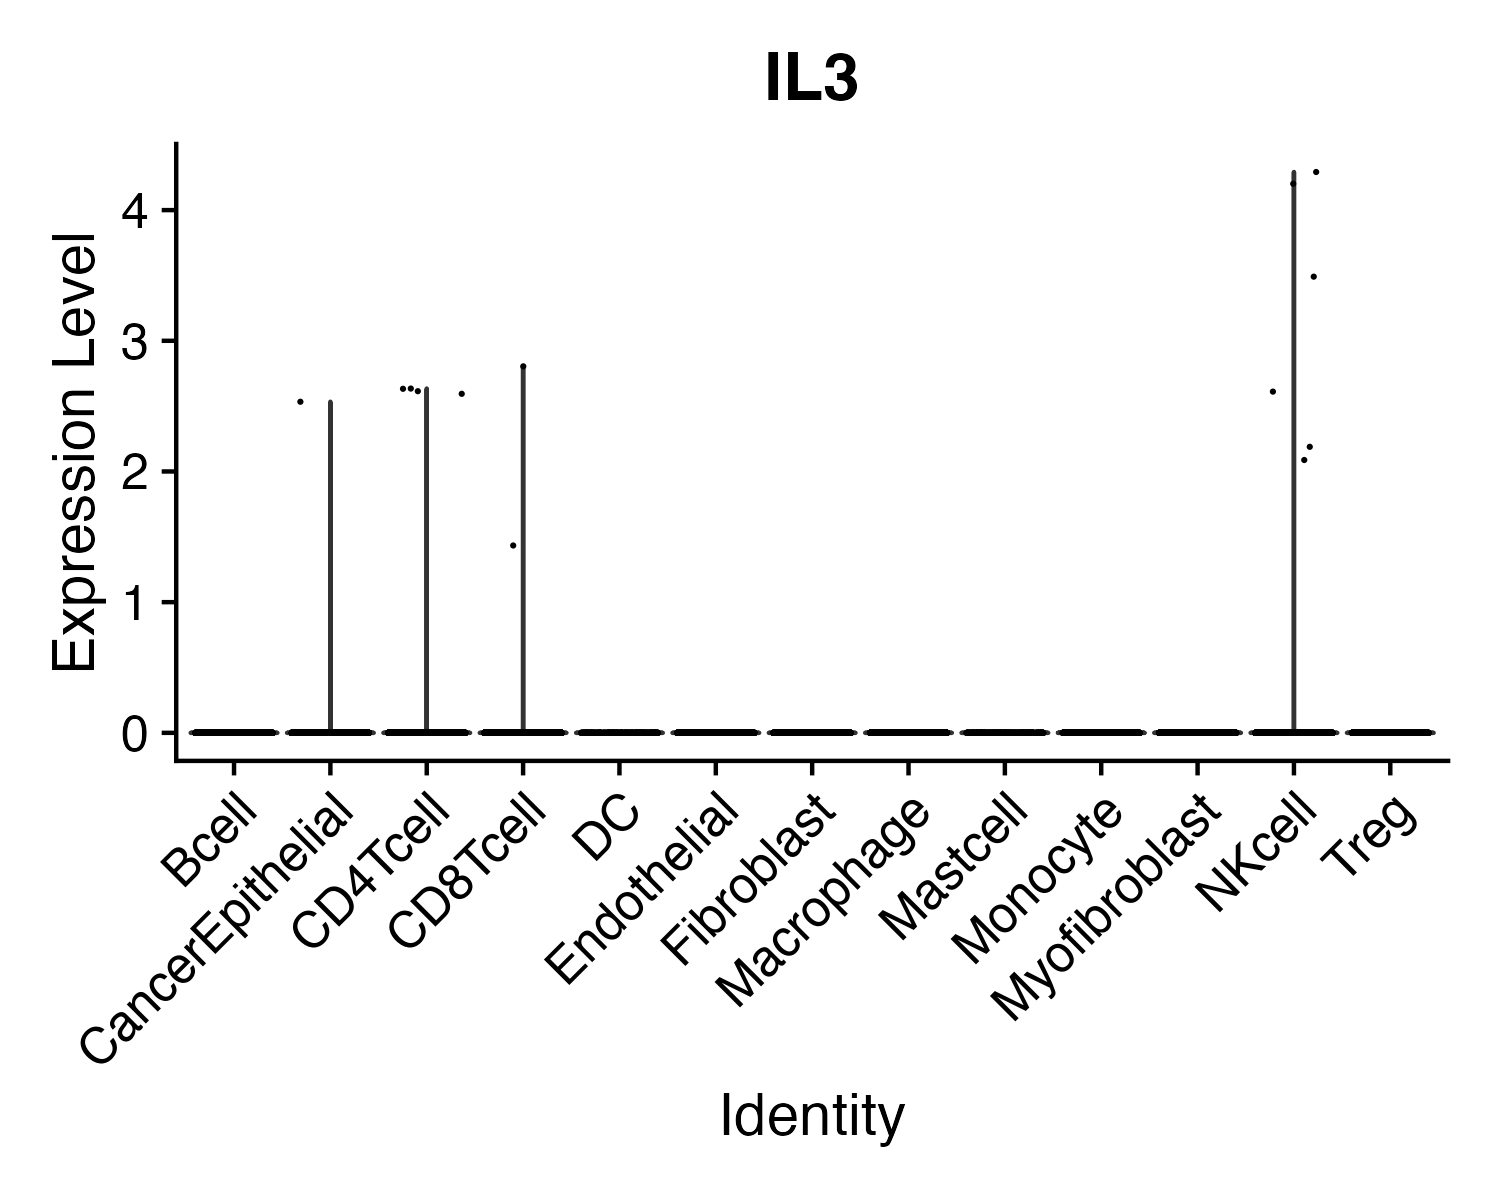 IL3
Expression Level
4
3
2
1
0
Bcell
CancerEpithelial
CD4Tcell
CD8Tcell
DC
Endothelial
Fibroblast
Macrophage
Mastcell
Monocyte
Myofibroblast
NKcell
Treg
Identity